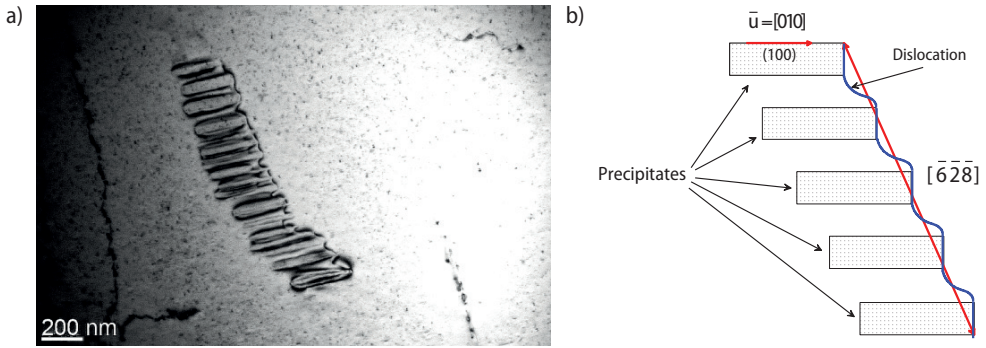 a)
200 nm
b)
ū=[010]
(100)
Dislocation
Precipitates
[6̅ 2̅ 8̅]